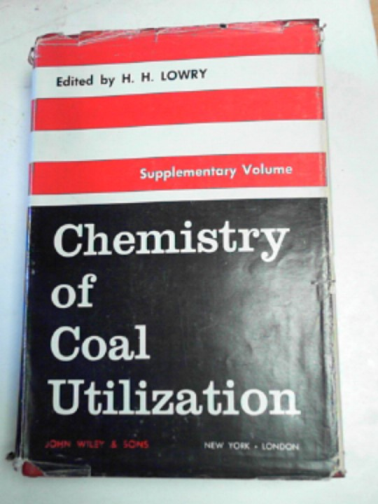 Edited by H. H. LOWRY
Supplementary Volume
Chemistry
of
Coal
Utilization
JOHN WILEY & SONS NEW YORK • LONDON